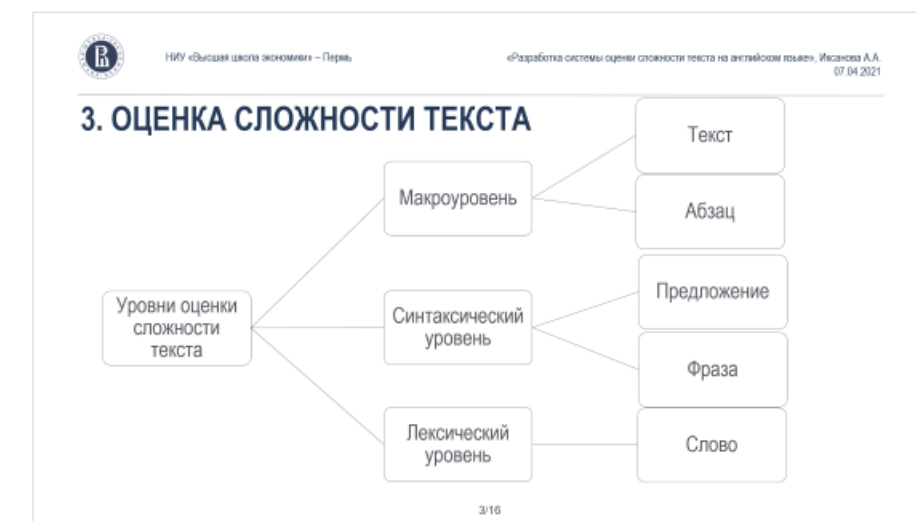 НИУ «Высшая школа экономики» – Пермь
«Разработка системы оценки сложности текста на английском языке», Ивсанова А.А.
07.04.2021
3. ОЦЕНКА СЛОЖНОСТИ ТЕКСТА
Текст
Макроуровень
Абзац
Уровни оценки
сложности
текста
Предложение
Синтаксический
уровень
Фраза
Лексический
уровень
Слово
3/16